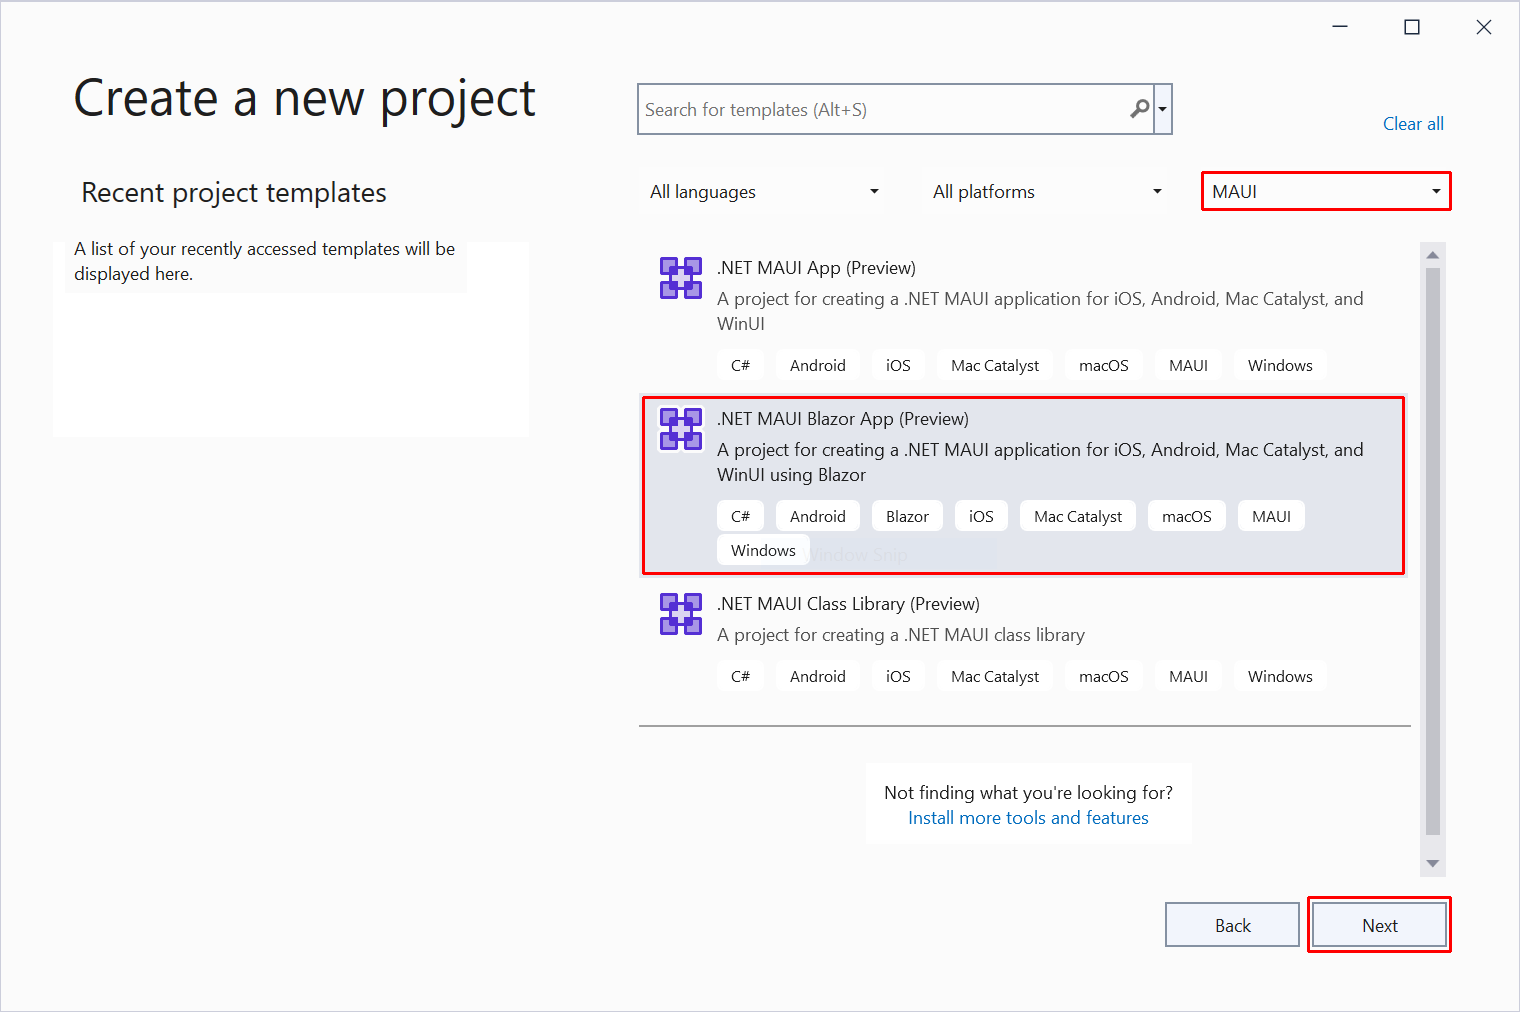 Create a new project
Search for templates (Alt+S)
Clear all
Recent project templates
All languages
All platforms
MAUI
A list of your recently accessed templates will be
displayed here.
.NET MAUI App (Preview)
A project for creating a .NET MAUI application for iOS, Android, Mac Catalyst, and
WinUI
C# Android iOS Mac Catalyst macOS MAUI Windows
.NET MAUI Blazor App (Preview)
A project for creating a .NET MAUI application for iOS, Android, Mac Catalyst, and
WinUI using Blazor
C# Android Blazor iOS Mac Catalyst macOS MAUI
Windows
Window Snip
.NET MAUI Class Library (Preview)
A project for creating a .NET MAUI class library
C# Android iOS Mac Catalyst macOS MAUI Windows
Not finding what you're looking for?
Install more tools and features
Back
Next